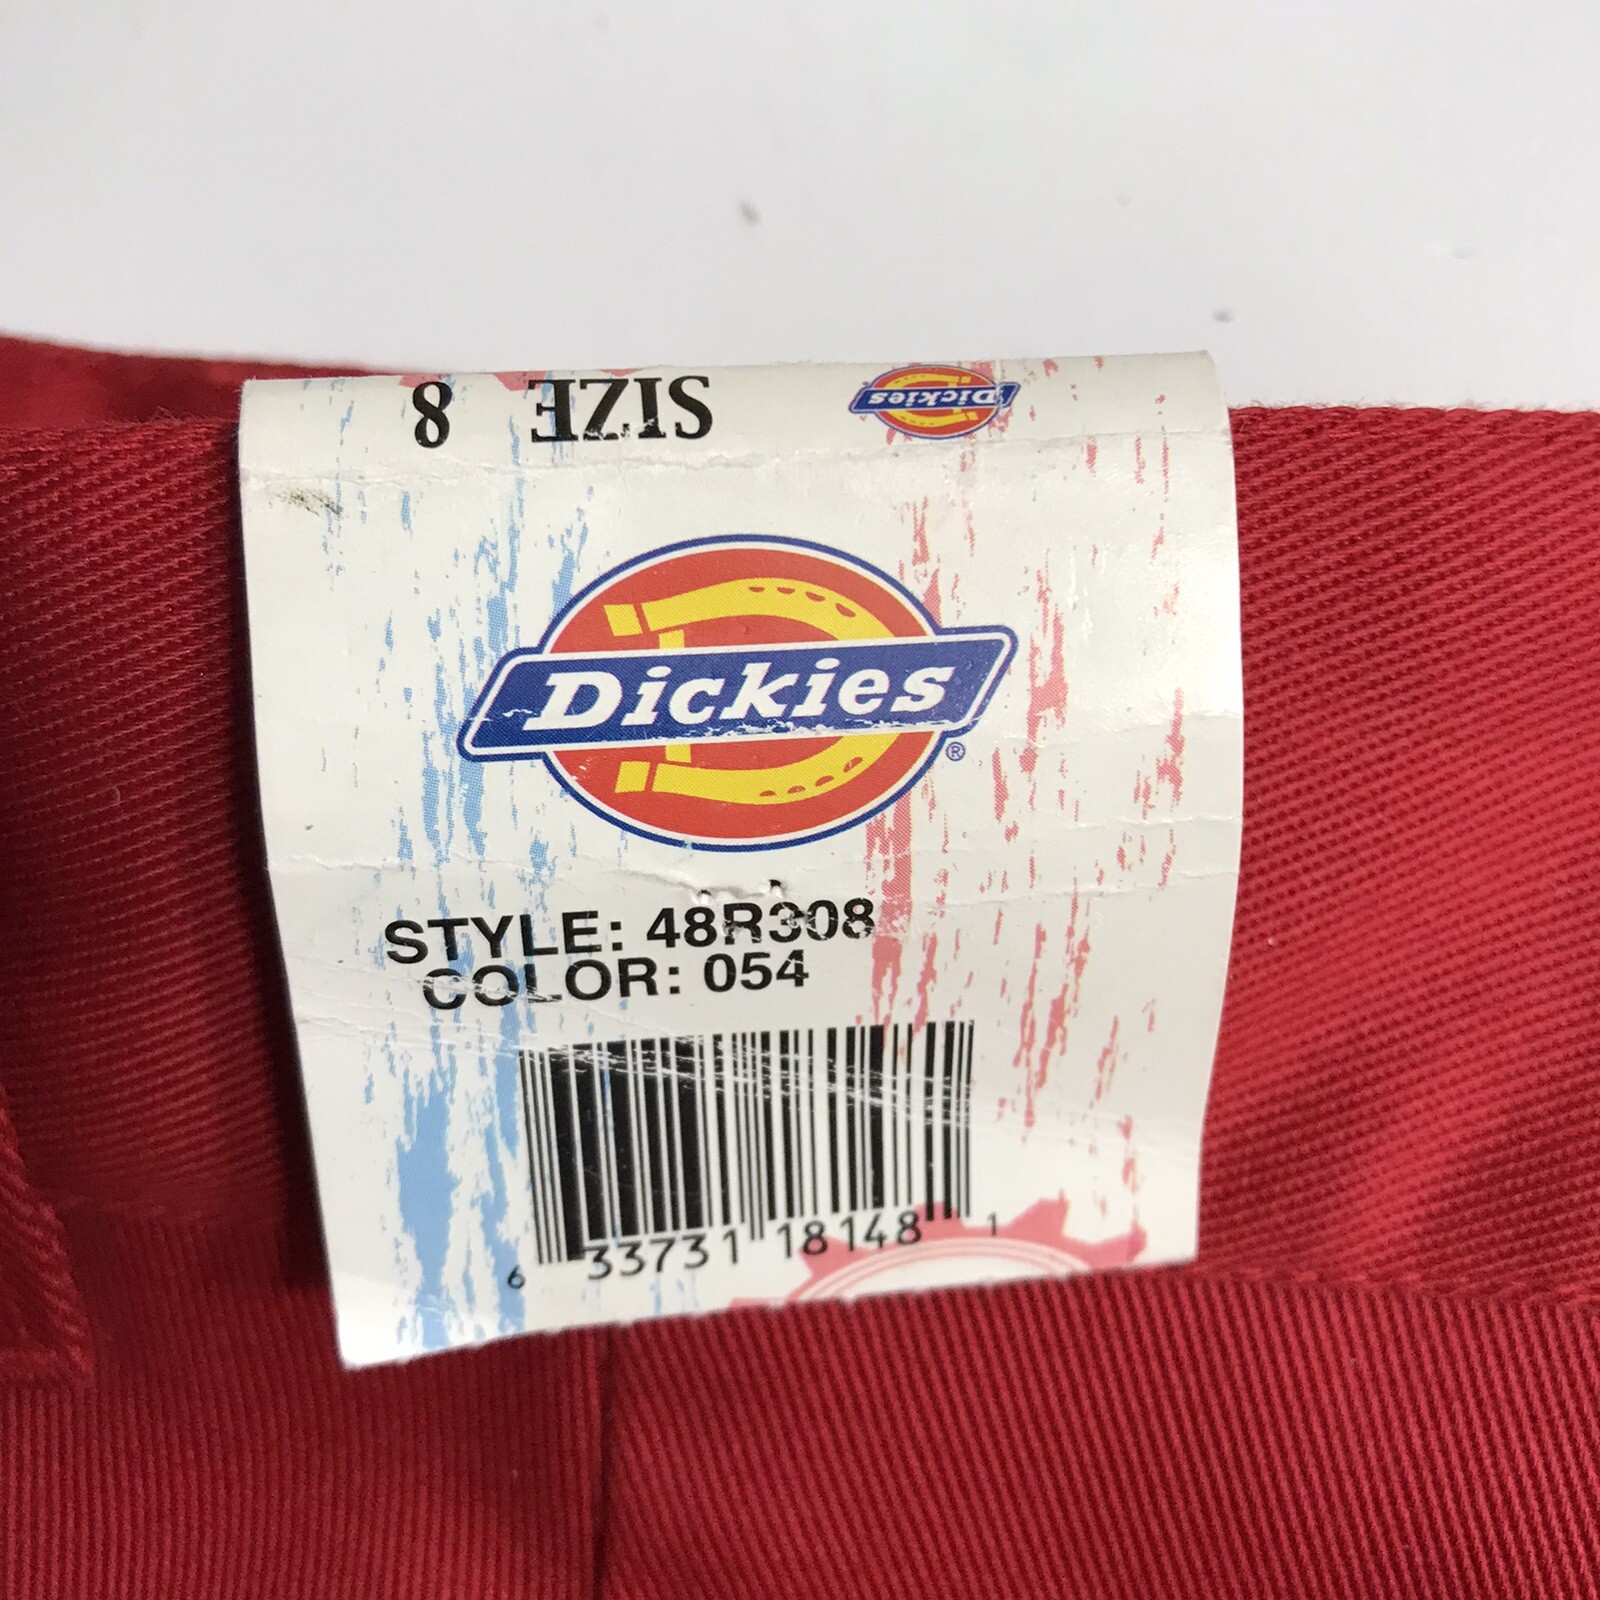 SIZE 8
Dickies
Dickies®
STYLE: 48R308
COLOR: 054
6 33731 18148 1